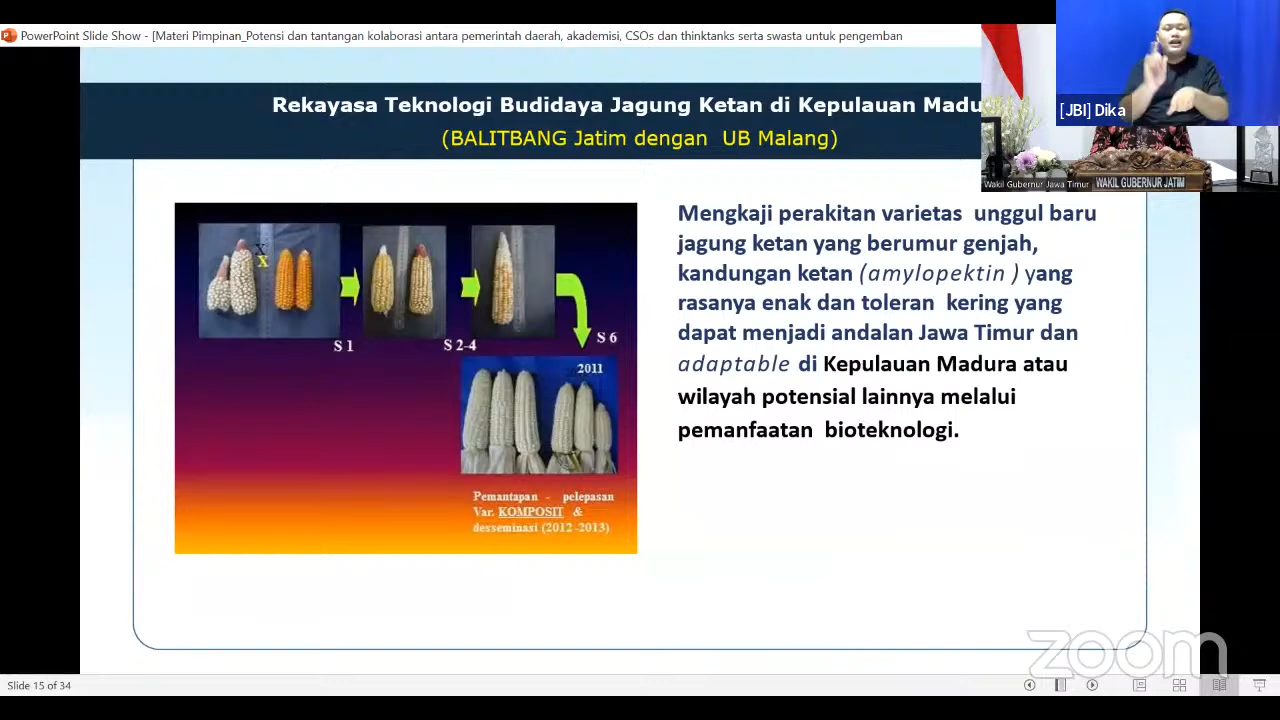 PowerPoint Slide Show - [Materi Pimpinan_Potensi dan tantangan kolaborasi antara pemerintah daerah, akademisi, CSOs dan thinktanks serta swasta untuk pengemban
[JBI] Dika
Wakil Gubernur Jawa Timur
WAKIL GUBERNUR JATIM
Rekayasa Teknologi Budidaya Jagung Ketan di Kepulauan
(BALITBANG Jatim dengan UB Malang)
X
X
S 1
S 2-4
S 6
2011
Pemantapan - pelepasan
Var. KOMPOSIT &
desseminasi (2012 -2013)
Mengkaji perakitan varietas unggul baru
jagung ketan yang berumur genjah,
kandungan ketan (amylopektin ) yang
rasanya enak dan toleran kering yang
dapat menjadi andalan Jawa Timur dan
adaptable di Kepulauan Madura atau
wilayah potensial lainnya melalui
pemanfaatan bioteknologi.
zoom
Slide 15 of 34